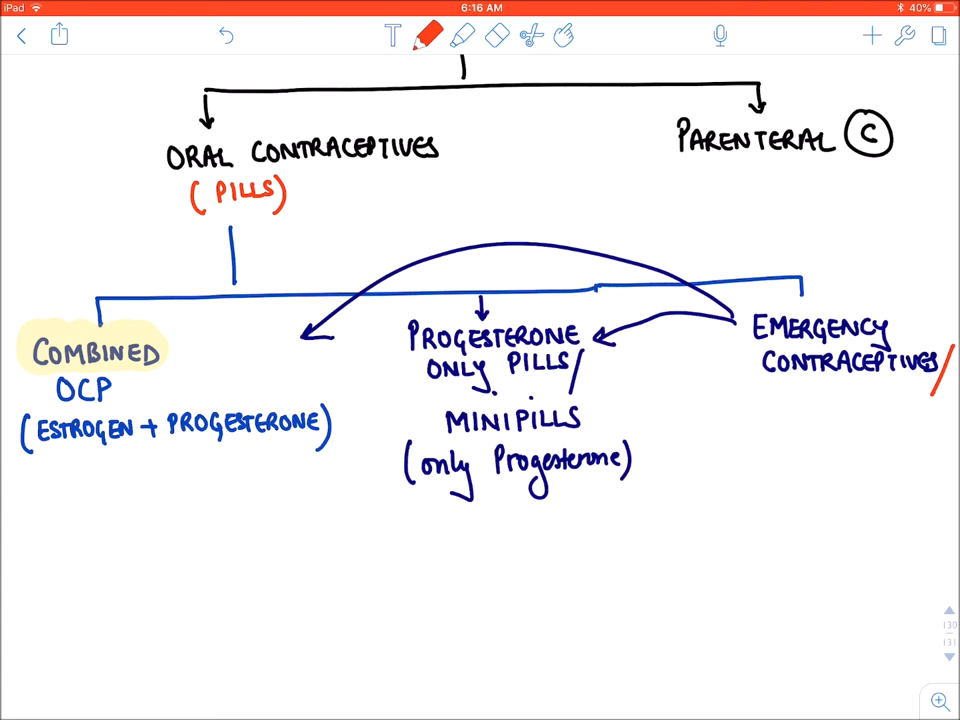 iPad 6:16 AM 40%
T
ORAL CONTRACEPTIVES
(PILLS)
PARENTERAL C
COMBINED
OCP
(ESTROGEN + PROGESTERONE)
PROGESTERONE
ONLY PILLS/
MINIPILLS
(only Progesterone)
EMERGENCY
CONTRACEPTIVES/
130
131